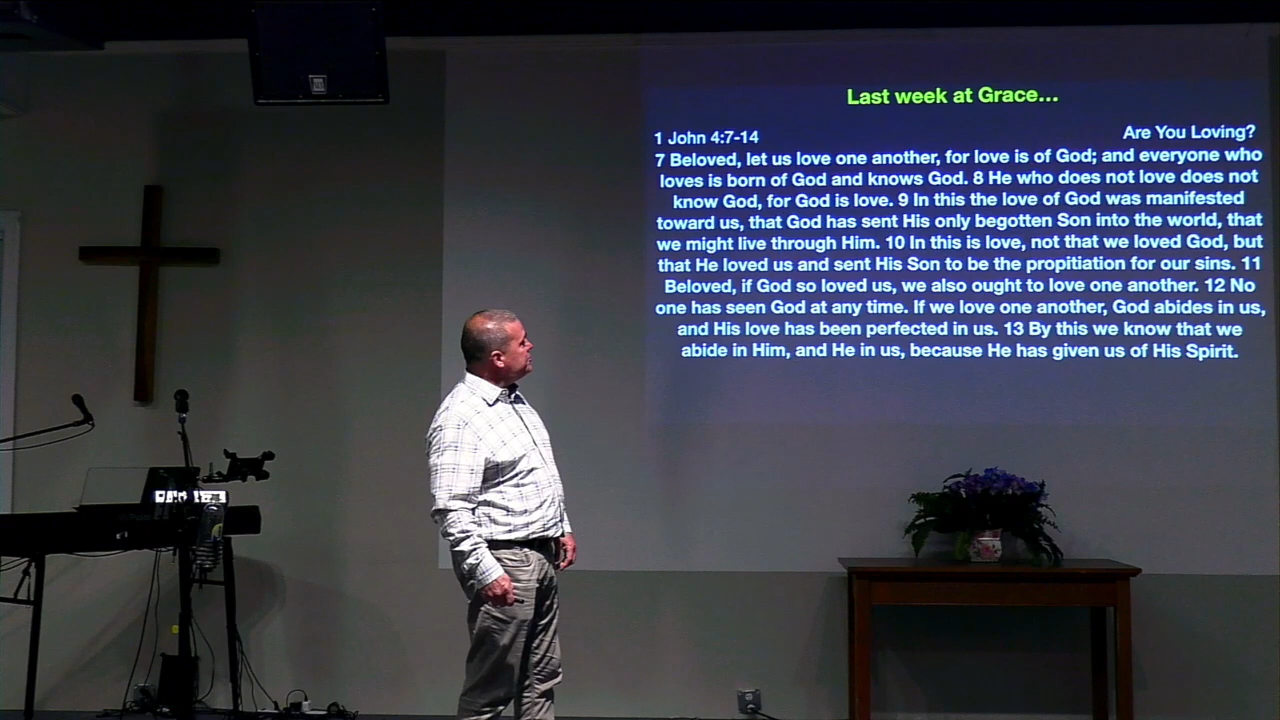 Last week at Grace...
1 John 4:7-14 Are You Loving?
7 Beloved, let us love one another, for love is of God; and everyone who
loves is born of God and knows God. 8 He who does not love does not
know God, for God is love. 9 In this the love of God was manifested
toward us, that God has sent His only begotten Son into the world, that
we might live through Him. 10 In this is love, not that we loved God, but
that He loved us and sent His Son to be the propitiation for our sins. 11
Beloved, if God so loved us, we also ought to love one another. 12 No
one has seen God at any time. If we love one another, God abides in us,
and His love has been perfected in us. 13 By this we know that we
abide in Him, and He in us, because He has given us of His Spirit.